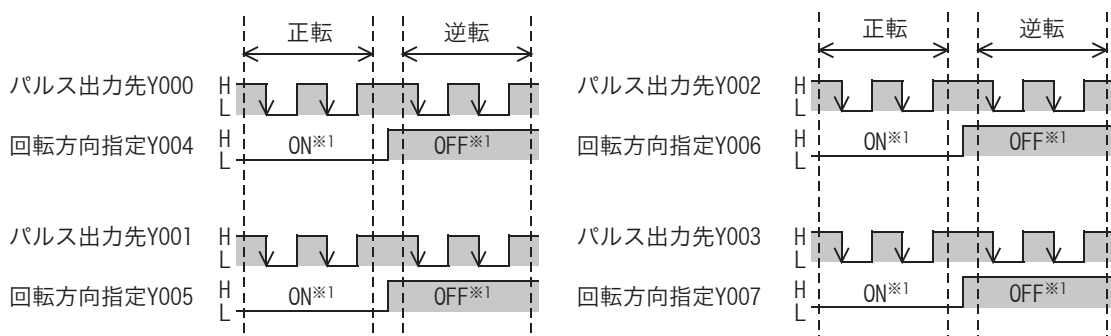 正転 逆転
パルス出力先Y000 H L
回転方向指定Y004 H L ON※1 OFF※1
パルス出力先Y001 H L
回転方向指定Y005 H L ON※1 OFF※1
正転 逆転
パルス出力先Y002 H L
回転方向指定Y006 H L ON※1 OFF※1
パルス出力先Y003 H L
回転方向指定Y007 H L ON※1 OFF※1